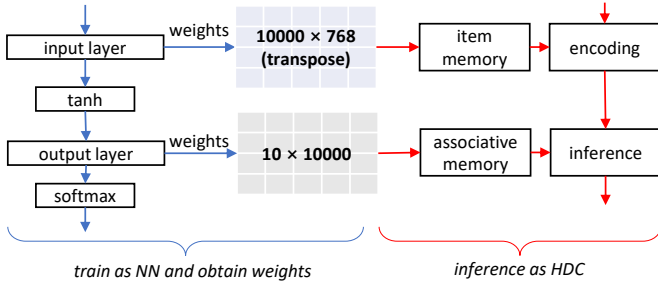 input layer
weights
10000 × 768
(transpose)
item
memory
encoding
tanh
output layer
weights
10 × 10000
associative
memory
inference
softmax
train as NN and obtain weights
inference as HDC